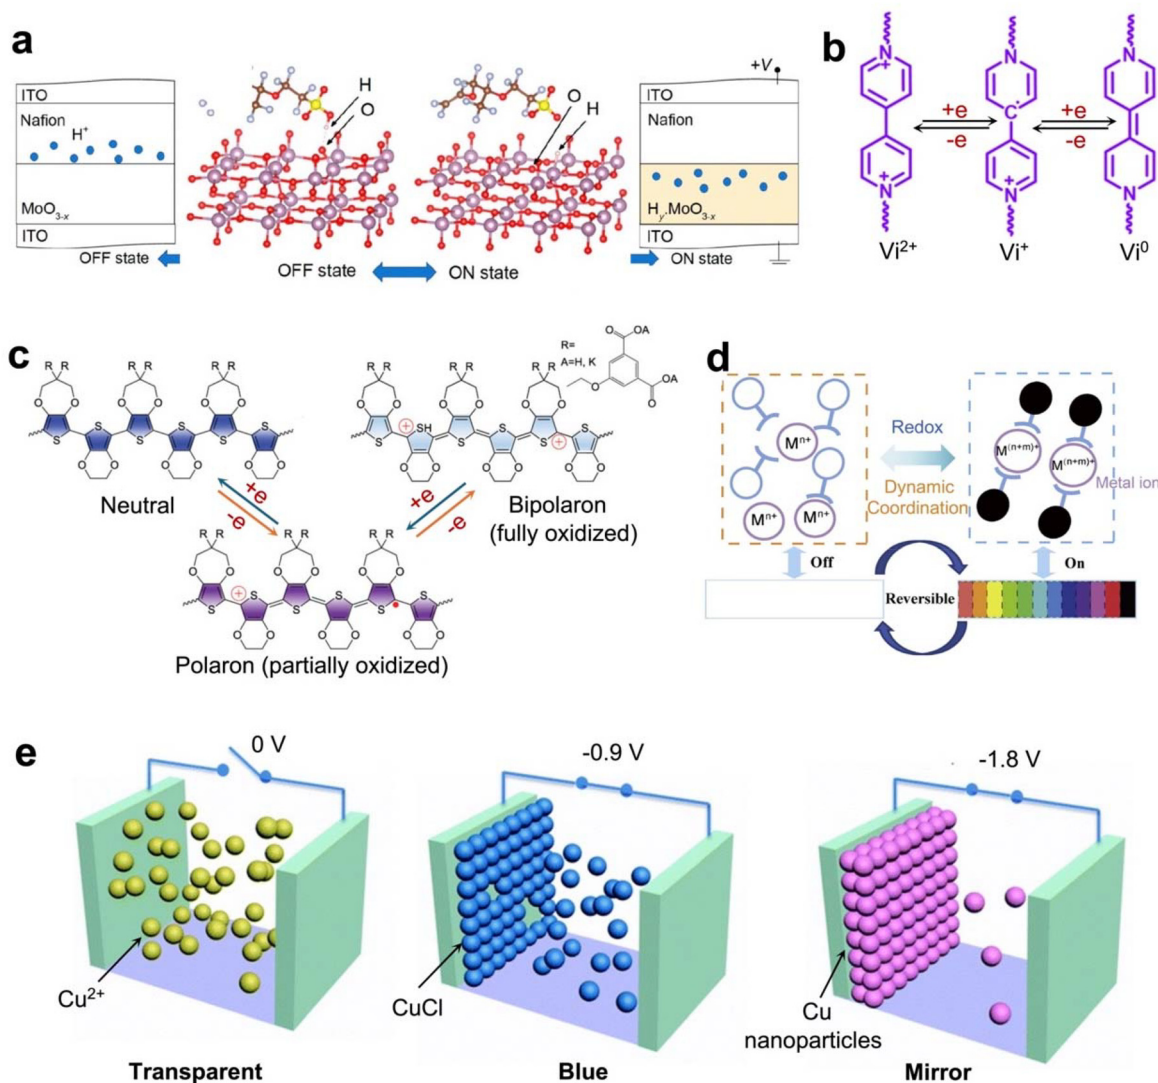 a
ITO
Nafion
H⁺
MoO₃₋ₓ
ITO
OFF state
H
O
OFF state
O
H
ON state
+V
ITO
Nafion
HᵧMoO₃₋ₓ
ITO
ON state
b
N
+
N
+
+e
-e
N
C
·
N
+
+e
-e
N
N
Vi²⁺
Vi⁺
Vi⁰
c
R R
R R
R R
O O
O O
O O
S
S
S
S
S
S
O O
O O
O O
Neutral
R R
R R
R R
O O
O O
O O
+
SH
S
S
S
S
S
+
O O
O O
O O
R=
A=H, K
O
OA
O
OA
O
Bipolaron
(fully oxidized)
+e
-e
+e
-e
R R
R R
R R
O O
O O
O O
+
S
S
S
S
S
S
O O
O O
O O
Polaron (partially oxidized)
d
Mⁿ⁺
Mⁿ⁺
Mⁿ⁺
Redox
Dynamic
Coordination
M⁽ⁿ⁺ᵐ⁾⁺
M⁽ⁿ⁺ᵐ⁾⁺
Metal ion
Off
On
Reversible
e
0 V
Cu²⁺
Transparent
-0.9 V
CuCl
Blue
-1.8 V
Cu
nanoparticles
Mirror